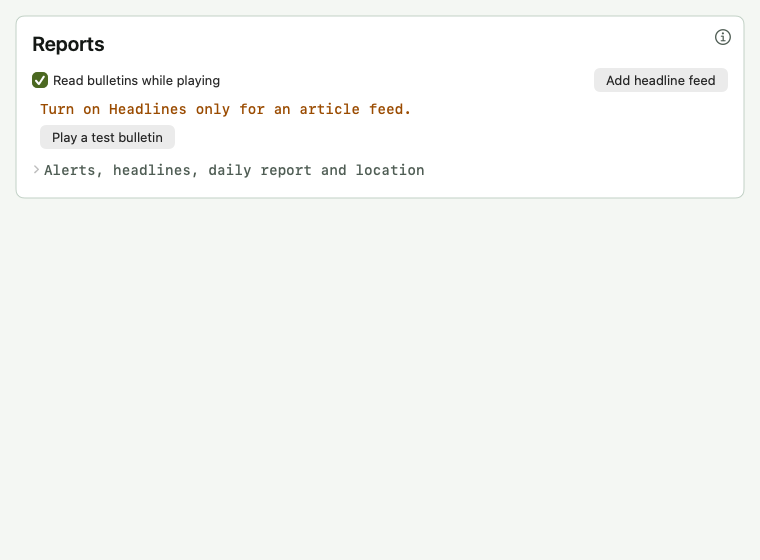 Reports
Read bulletins while playing
Add headline feed
Turn on Headlines only for an article feed.
Play a test bulletin
Alerts, headlines, daily report and location